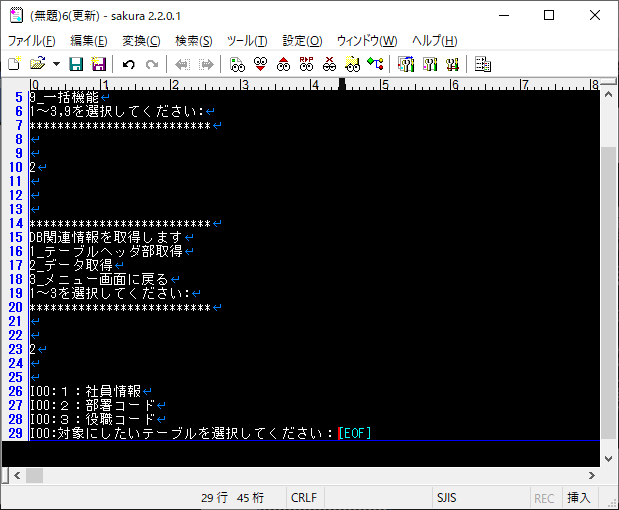 (無題)6(更新) - sakura 2.2.0.1
ファイル(F) 編集(E) 変換(C) 検索(S) ツール(T) 設定(O) ウィンドウ(W) ヘルプ(H)
0 1 2 3 4 5 6 7 8
5 9_一括機能↵
6 1～3,9を選択してください:↵
7 **************************↵
8 ↵
9 ↵
10 2↵
11 ↵
12 ↵
13 ↵
14 **************************↵
15 DB関連情報を取得します↵
16 1_テーブルヘッダ部取得↵
17 2_データ取得↵
18 3_メニュー画面に戻る↵
19 1～3を選択してください:↵
20 **************************↵
21 ↵
22 ↵
23 2↵
24 ↵
25 ↵
26 I00:１：社員情報↵
27 I00:２：部署コード↵
28 I00:３：役職コード↵
29 I00:対象にしたいテーブルを選択してください：[EOF]
29 行 45 桁 CRLF SJIS REC 挿入